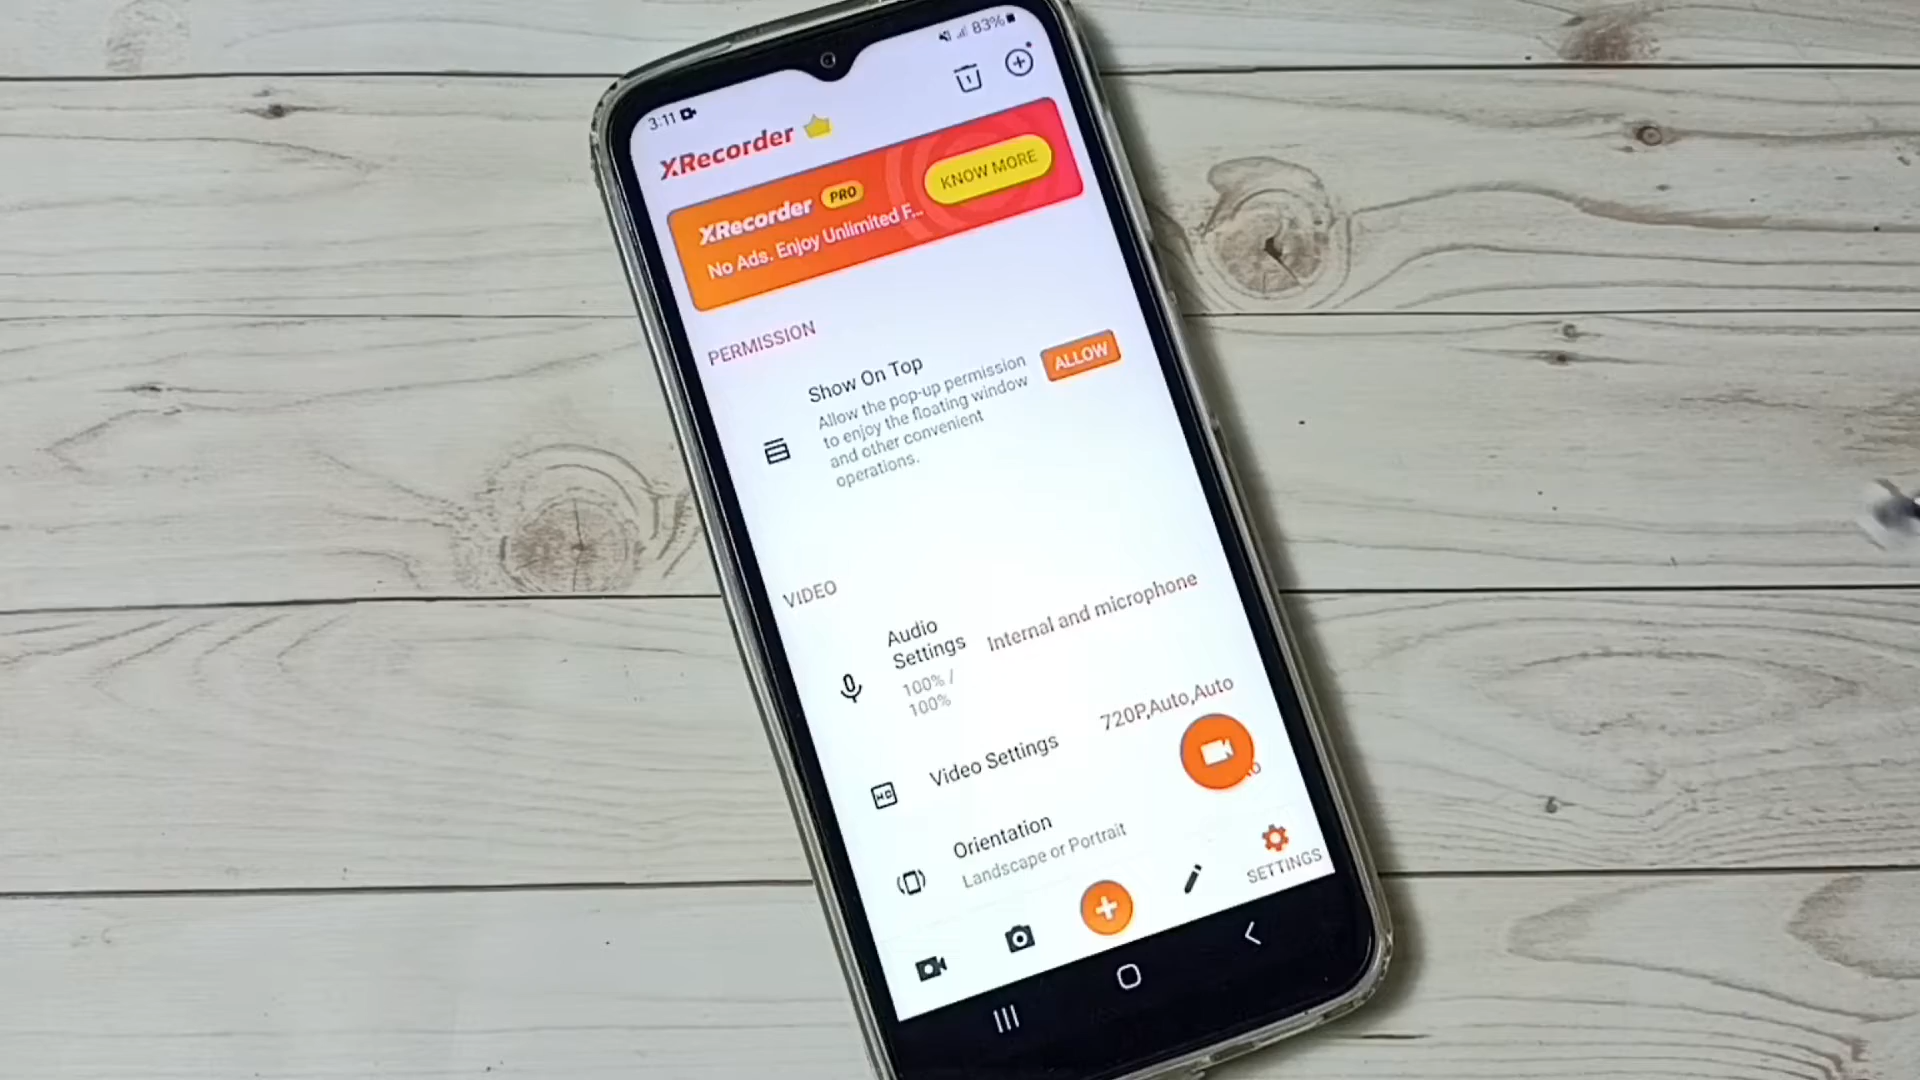 3:11
83%
XRecorder
XRecorder PRO
No Ads. Enjoy Unlimited F...
KNOW MORE
PERMISSION
Show On Top
Allow the pop-up permission
to enjoy the floating window
and other convenient
operations.
ALLOW
VIDEO
Audio
Settings
100% /
100%
Internal and microphone
Video Settings
720P,Auto,Auto
HD
Orientation
Landscape or Portrait
SETTINGS